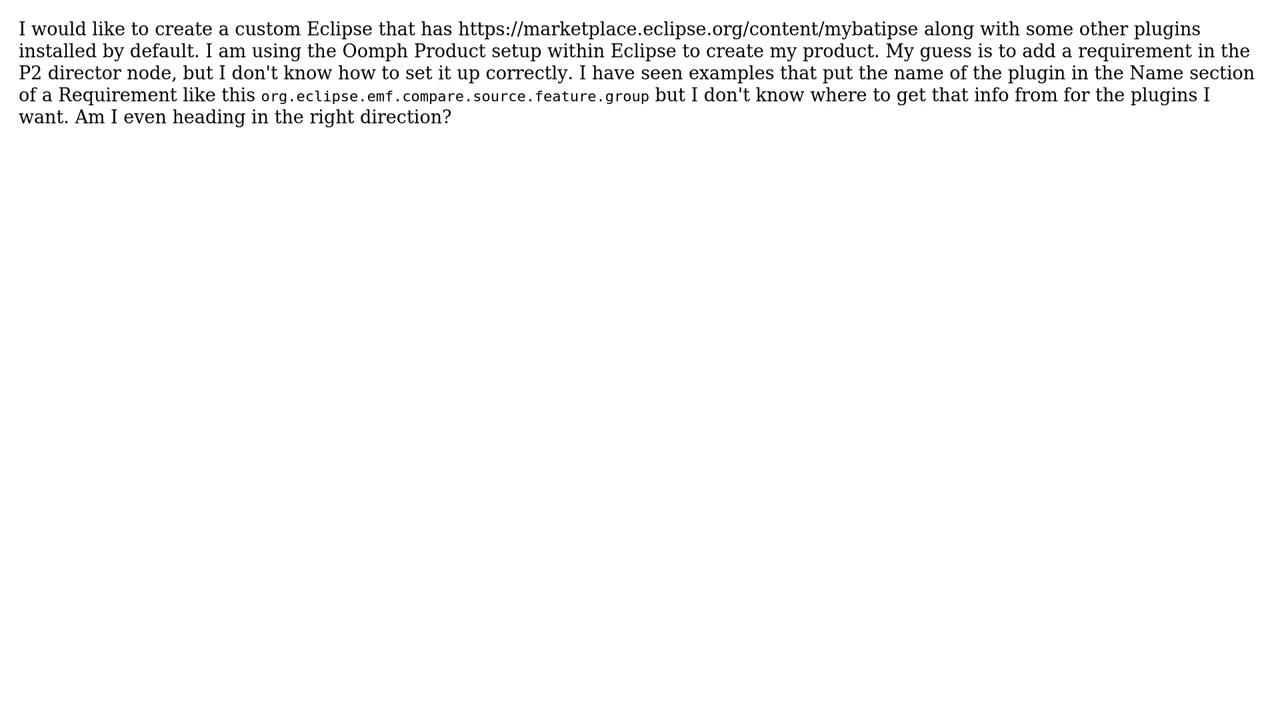 I would like to create a custom Eclipse that has https://marketplace.eclipse.org/content/mybatipse along with some other plugins
installed by default. I am using the Oomph Product setup within Eclipse to create my product. My guess is to add a requirement in the
P2 director node, but I don't know how to set it up correctly. I have seen examples that put the name of the plugin in the Name section
of a Requirement like this org.eclipse.emf.compare.source.feature.group but I don't know where to get that info from for the plugins I
want. Am I even heading in the right direction?